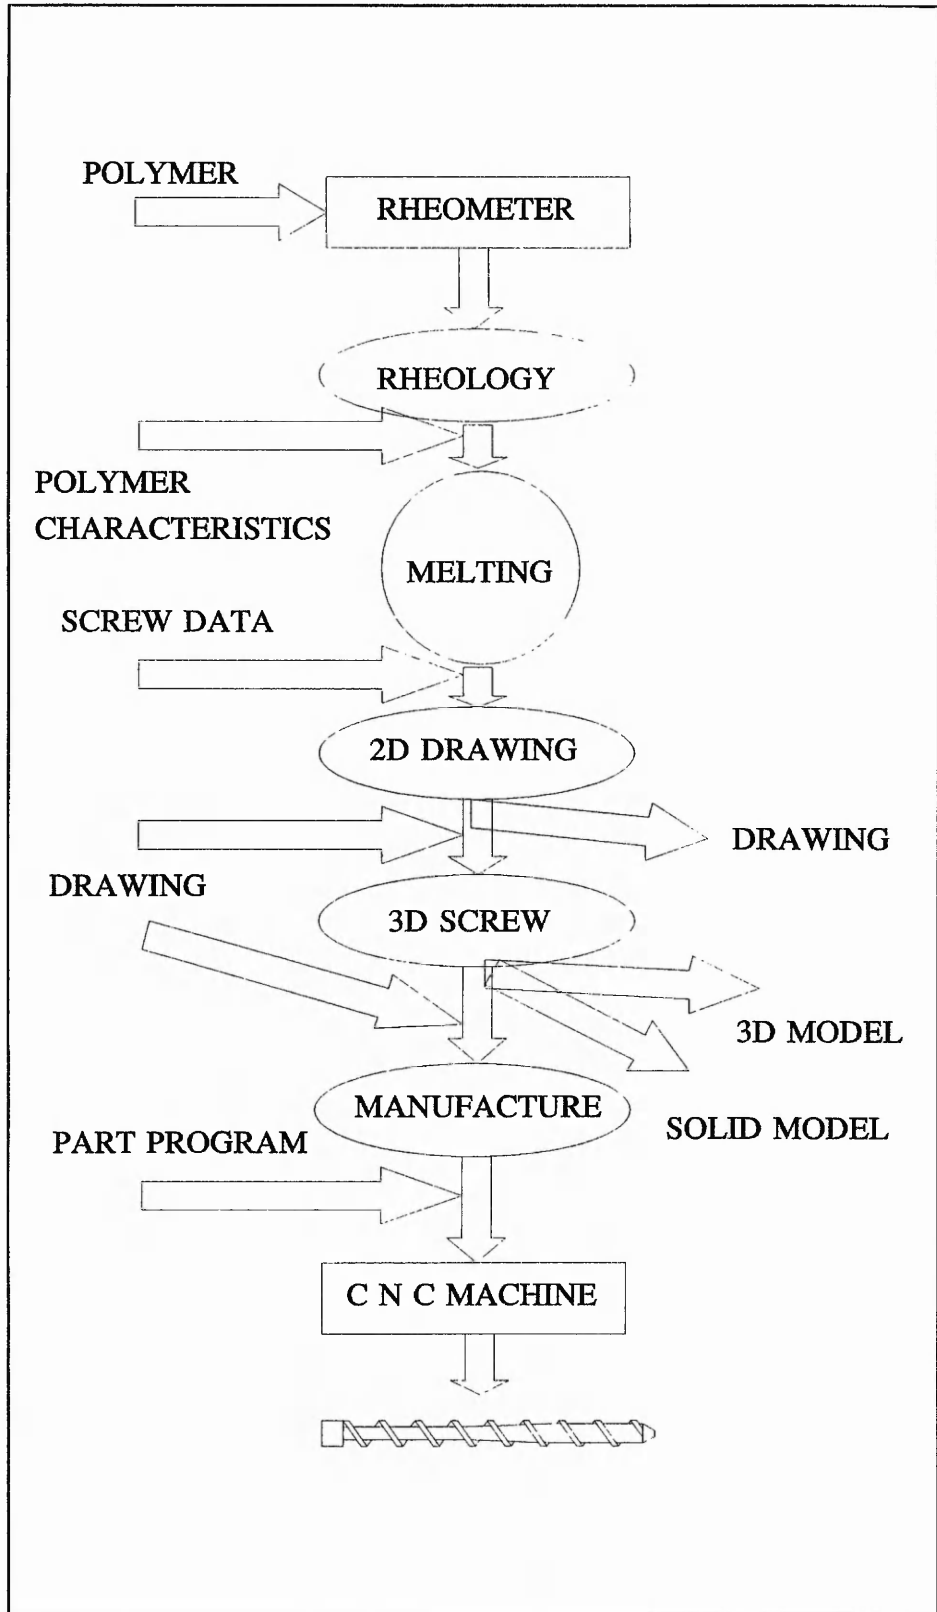 POLYMER
RHEOMETER
RHEOLOGY
POLYMER
CHARACTERISTICS
MELTING
SCREW DATA
2D DRAWING
DRAWING
DRAWING
3D SCREW
3D MODEL
MANUFACTURE
SOLID MODEL
PART PROGRAM
C N C MACHINE